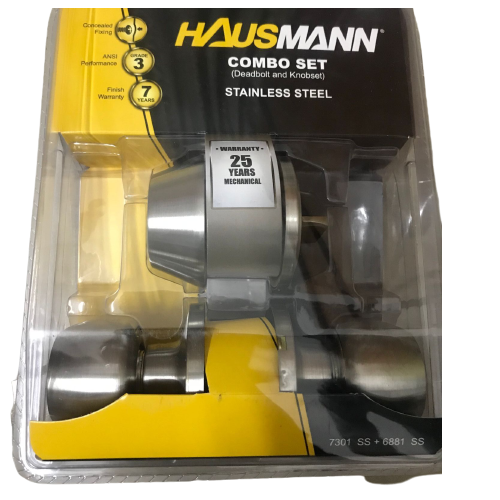 Concealed
Fixing
ANSI
Performance
GRADE
3
Finish
Warranty
7
YEARS
HAUSMANN®
COMBO SET
(Deadbolt and Knobset)
STAINLESS STEEL
• WARRANTY •
25
YEARS
MECHANICAL
7301 SS + 6881 SS